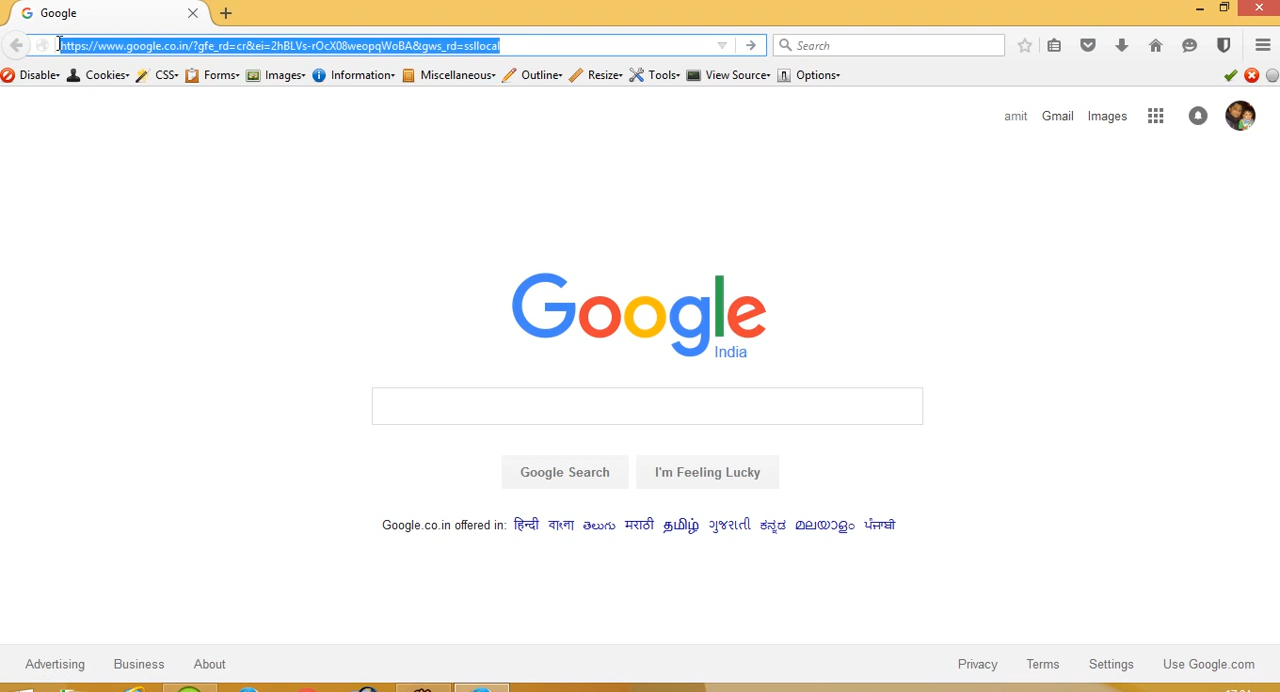 Google
https://www.google.co.in/?gfe_rd=cr&ei=2hBLVs-rOcX08weopqWoBA&gws_rd=ssllocal
Search
Disable Cookies CSS Forms Images Information Miscellaneous Outline Resize Tools View Source Options
amit Gmail Images
Google
India
Google Search I'm Feeling Lucky
Google.co.in offered in: हिन्दी বাংলা తెలుగు मराठी தமிழ் ગુજરાતી ಕನ್ನಡ മലയാളം ਪੰਜਾਬੀ
Advertising Business About Privacy Terms Settings Use Google.com